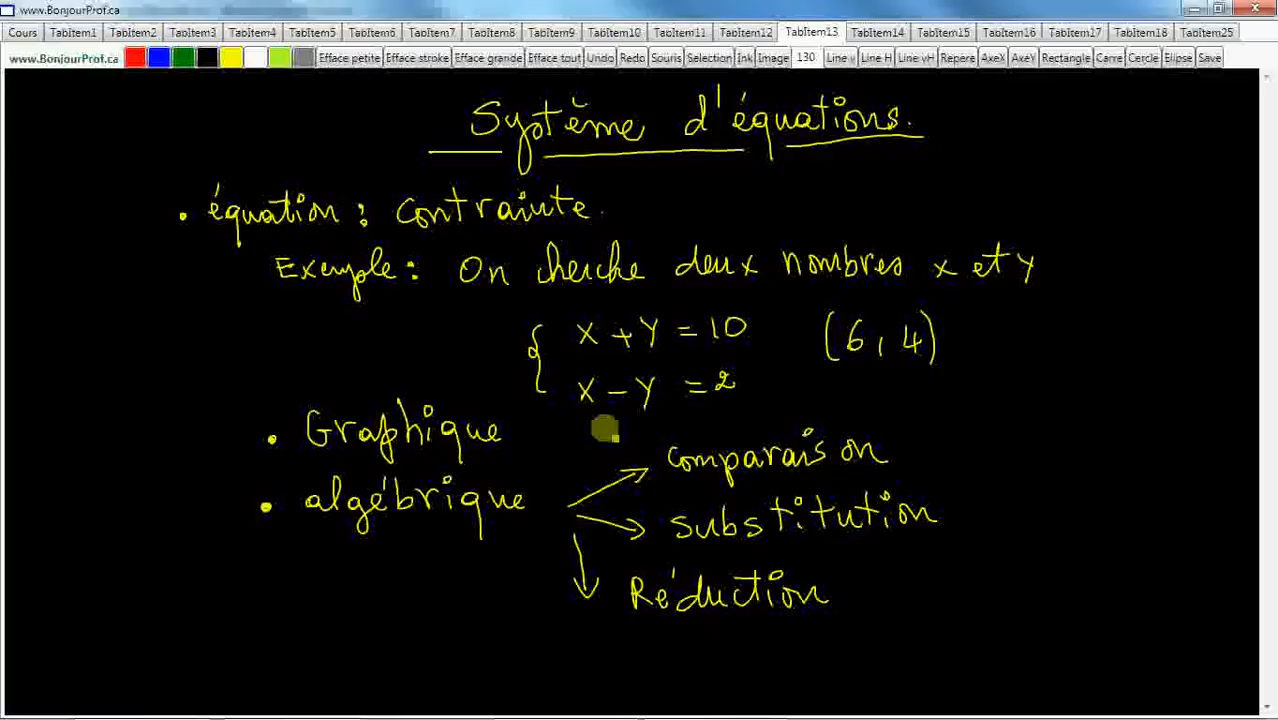 www.BonjourProf.ca
Cours TabItem1 TabItem2 TabItem3 TabItem4 TabItem5 TabItem6 TabItem7 TabItem8 TabItem9 TabItem10 TabItem11 TabItem12 TabItem13 TabItem14 TabItem15 TabItem16 TabItem17 TabItem18 TabItem25
www.BonjourProf.ca Efface petite Efface stroke Efface grande Efface tout Undo Redo Souris Selection Ink Image 130 Line v Line H Line vH Repere AxeX AxeY Rectangle Carre Cercle Elipse Save
Système d'équations.
• équation : contrainte.
Exemple : On cherche deux nombres x et y
{ x + y = 10 (6, 4)
x - y = 2
• Graphique
comparaison
• algébrique
substitution
Réduction